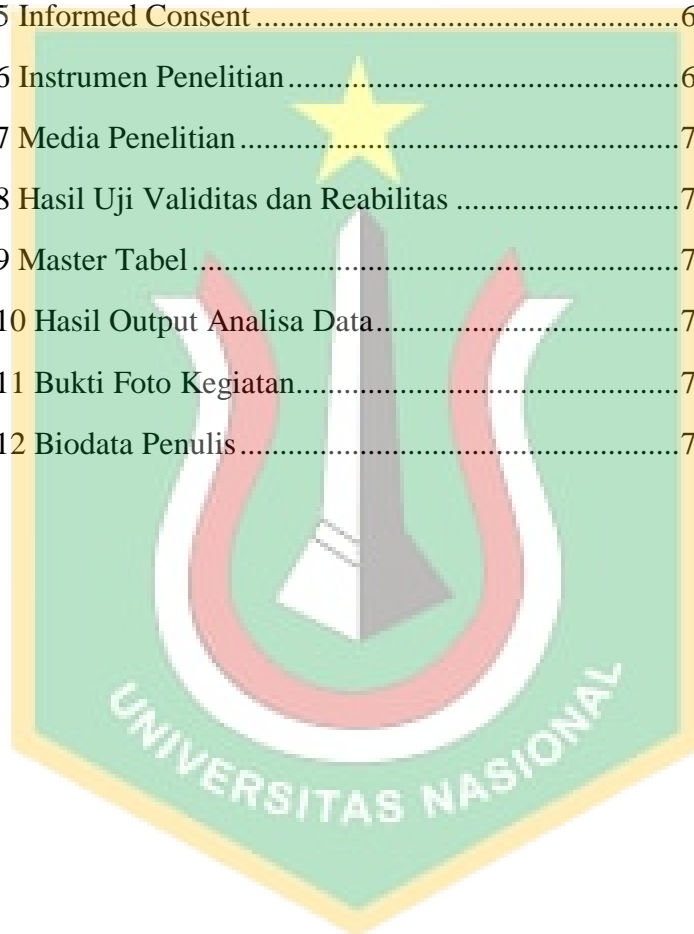 5 Informed Consent ........................................................ 6
6 Instrumen Penelitian .................................................... 6
7 Media Penelitian .......................................................... 7
8 Hasil Uji Validitas dan Reabilitas ............................... 7
9 Master Tabel ................................................................ 7
10 Hasil Output Analisa Data.......................................... 7
11 Bukti Foto Kegiatan.................................................... 7
12 Biodata Penulis ........................................................... 7
UNIVERSITAS NASIONAL